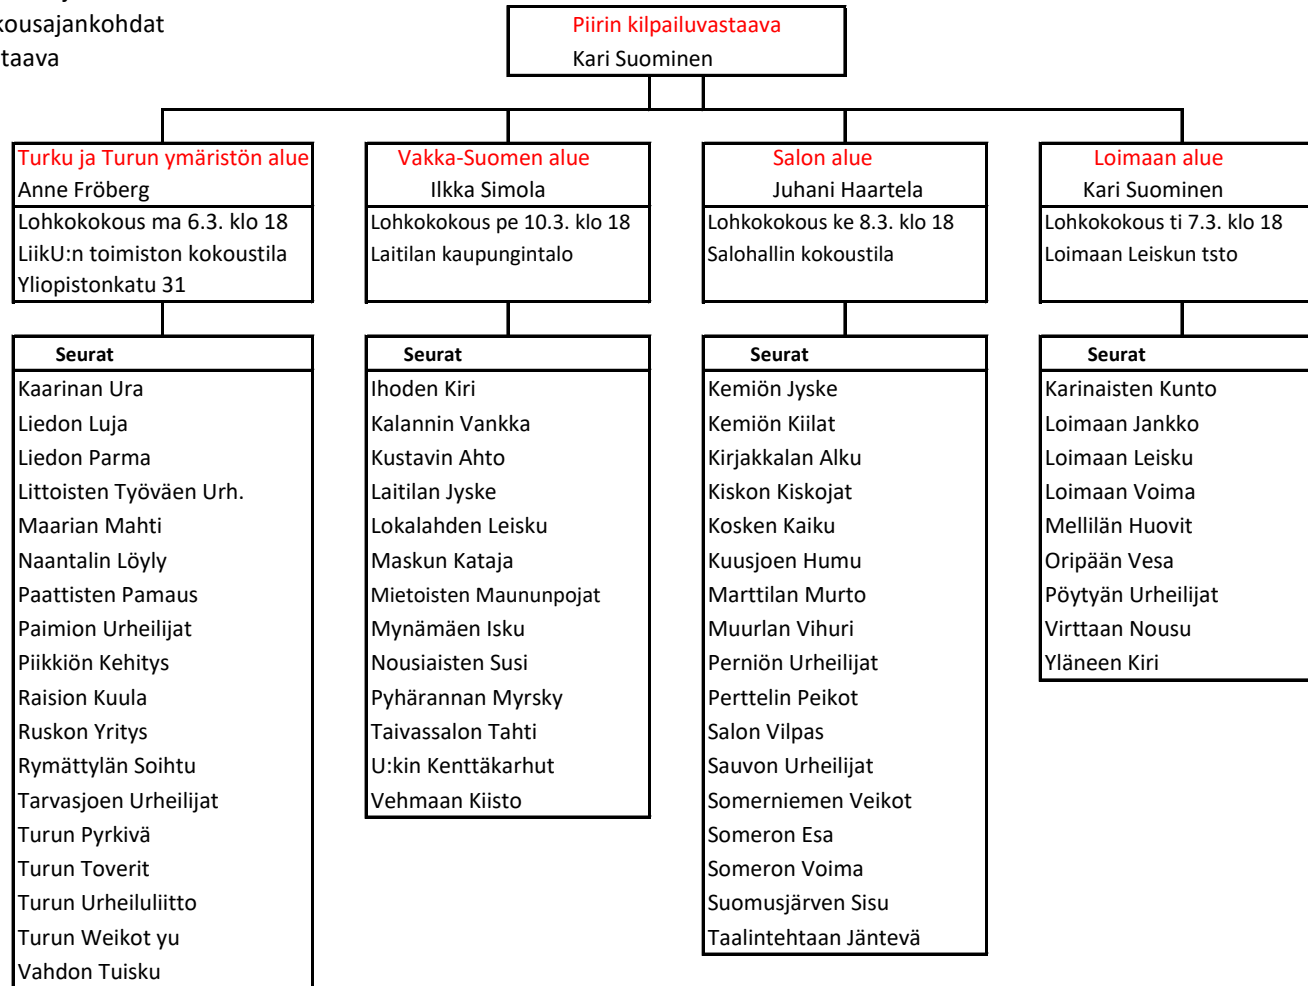 kousajankohdat
taava
Piirin kilpailuvastaava
Kari Suominen
Turku ja Turun ympäristön alue
Anne Fröberg
Lohkokokous ma 6.3. klo 18
LiikU:n toimiston kokoustila
Yliopistonkatu 31
Seurat
Kaarinan Ura
Liedon Luja
Liedon Parma
Littoisten Työväen Urh.
Maarian Mahti
Naantalin Löyly
Paattisten Pamaus
Paimion Urheilijat
Piikkiön Kehitys
Raision Kuula
Ruskon Yritys
Rymättylän Soihtu
Tarvasjoen Urheilijat
Turun Pyrkivä
Turun Toverit
Turun Urheiluliitto
Turun Weikot yu
Vahdon Tuisku
Vakka-Suomen alue
Ilkka Simola
Lohkokokous pe 10.3. klo 18
Laitilan kaupungintalo
Seurat
Ihoden Kiri
Kalannin Vankka
Kustavin Ahto
Laitilan Jyske
Lokalahden Leisku
Maskun Kataja
Mietoisten Maununpojat
Mynämäen Isku
Nousiaisten Susi
Pyhärannan Myrsky
Taivassalon Tahti
U:kin Kenttäkarhut
Vehmaan Kiisto
Salon alue
Juhani Haartela
Lohkokokous ke 8.3. klo 18
Salohallin kokoustila
Seurat
Kemiön Jyske
Kemiön Kiilat
Kirjakkalan Alku
Kiskon Kiskojat
Kosken Kaiku
Kuusjoen Humu
Marttilan Murto
Muurlan Vihuri
Perniön Urheilijat
Perttelin Peikot
Salon Vilpas
Sauvon Urheilijat
Somerniemen Veikot
Someron Esa
Someron Voima
Suomusjärven Sisu
Taalintehtaan Jäntevä
Loimaan alue
Kari Suominen
Lohkokokous ti 7.3. klo 18
Loimaan Leiskun tsto
Seurat
Karinaisten Kunto
Loimaan Jankko
Loimaan Leisku
Loimaan Voima
Mellilän Huovit
Oripään Vesa
Pöytyän Urheilijat
Virttaan Nousu
Yläneen Kiri